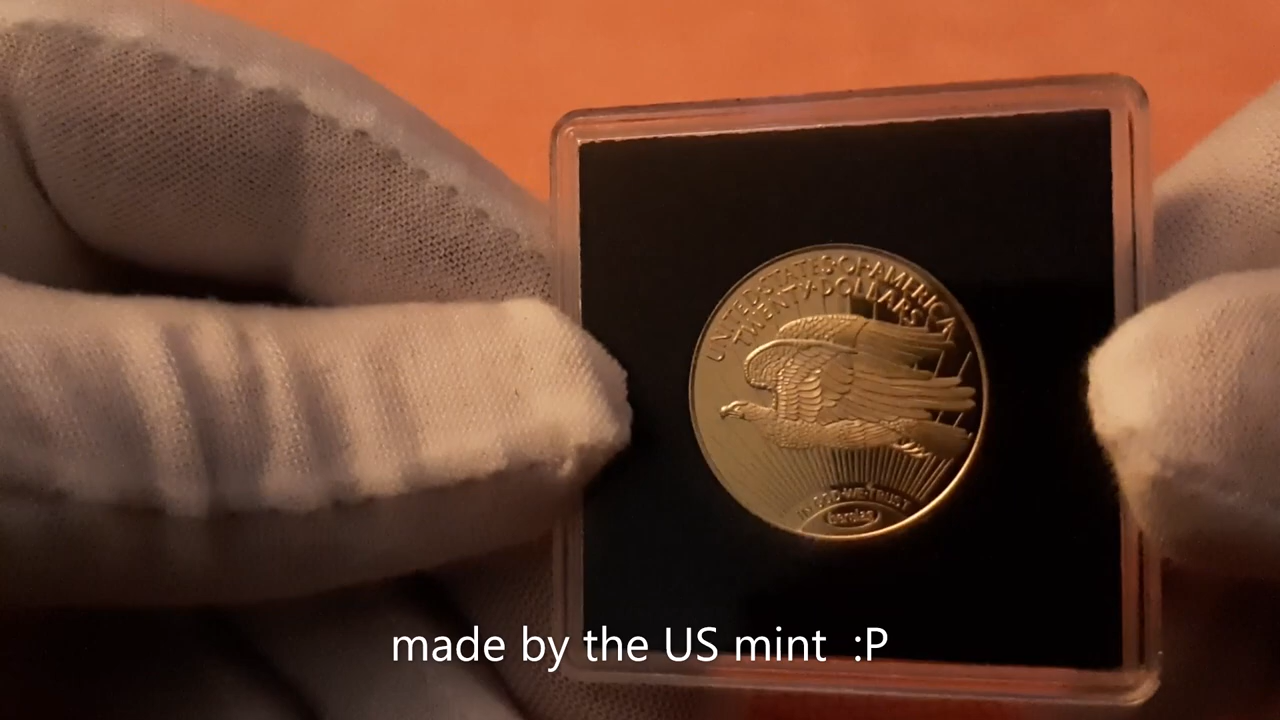 UNITED·STATES·OF·AMERICA
TWENTY·DOLLARS
IN·GOD·WE·TRUST
made by the US mint :P